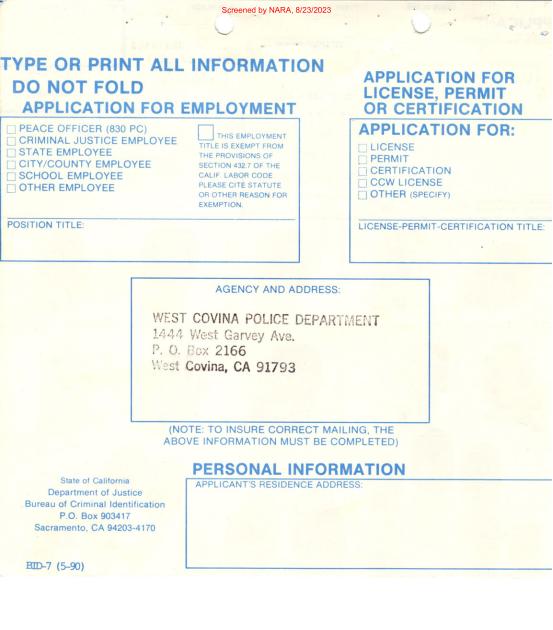 Screened by NARA, 8/23/2023
TYPE OR PRINT ALL INFORMATION
DO NOT FOLD
APPLICATION FOR EMPLOYMENT
PEACE OFFICER (830 PC)
CRIMINAL JUSTICE EMPLOYEE
STATE EMPLOYEE
CITY/COUNTY EMPLOYEE
SCHOOL EMPLOYEE
OTHER EMPLOYEE
THIS EMPLOYMENT
TITLE IS EXEMPT FROM
THE PROVISIONS OF
SECTION 432.7 OF THE
CALIF. LABOR CODE
PLEASE CITE STATUTE
OR OTHER REASON FOR
EXEMPTION.
POSITION TITLE:
APPLICATION FOR
LICENSE, PERMIT
OR CERTIFICATION
APPLICATION FOR:
LICENSE
PERMIT
CERTIFICATION
CCW LICENSE
OTHER (SPECIFY)
LICENSE-PERMIT-CERTIFICATION TITLE:
AGENCY AND ADDRESS:
WEST COVINA POLICE DEPARTMENT
1444 West Garvey Ave.
P. O. Box 2166
West Covina, CA 91793
(NOTE: TO INSURE CORRECT MAILING, THE
ABOVE INFORMATION MUST BE COMPLETED)
State of California
Department of Justice
Bureau of Criminal Identification
P.O. Box 903417
Sacramento, CA 94203-4170
BID-7 (5-90)
PERSONAL INFORMATION
APPLICANT'S RESIDENCE ADDRESS: